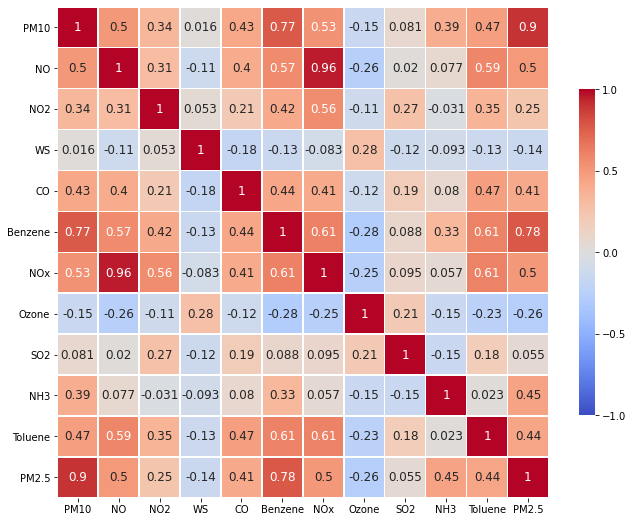 PM10 1 0.5 0.34 0.016 0.43 0.77 0.53 -0.15 0.081 0.39 0.47 0.9
NO 0.5 1 0.31 -0.11 0.4 0.57 0.96 -0.26 0.02 0.077 0.59 0.5
NO2 0.34 0.31 1 0.053 0.21 0.42 0.56 -0.11 0.27 -0.031 0.35 0.25
WS 0.016 -0.11 0.053 1 -0.18 -0.13 -0.083 0.28 -0.12 -0.093 -0.13 -0.14
CO 0.43 0.4 0.21 -0.18 1 0.44 0.41 -0.12 0.19 0.08 0.47 0.41
Benzene 0.77 0.57 0.42 -0.13 0.44 1 0.61 -0.28 0.088 0.33 0.61 0.78
NOx 0.53 0.96 0.56 -0.083 0.41 0.61 1 -0.25 0.095 0.057 0.61 0.5
Ozone -0.15 -0.26 -0.11 0.28 -0.12 -0.28 -0.25 1 0.21 -0.15 -0.23 -0.26
SO2 0.081 0.02 0.27 -0.12 0.19 0.088 0.095 0.21 1 -0.15 0.18 0.055
NH3 0.39 0.077 -0.031 -0.093 0.08 0.33 0.057 -0.15 -0.15 1 0.023 0.45
Toluene 0.47 0.59 0.35 -0.13 0.47 0.61 0.61 -0.23 0.18 0.023 1 0.44
PM2.5 0.9 0.5 0.25 -0.14 0.41 0.78 0.5 -0.26 0.055 0.45 0.44 1
PM10 NO NO2 WS CO Benzene NOx Ozone SO2 NH3 Toluene PM2.5
1.0
0.5
0.0
−0.5
−1.0